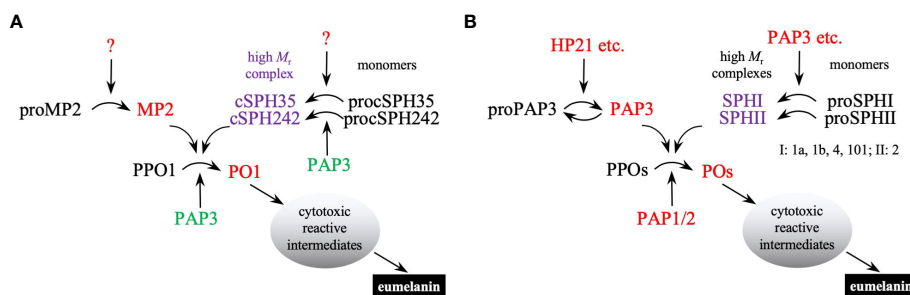 A
?
?
high Mr
complex
monomers
proMP2
MP2
cSPH35
cSPH242
procSPH35
procSPH242
PPO1
PO1
PAP3
PAP3
cytotoxic
reactive
intermediates
eumelanin
B
HP21 etc.
PAP3 etc.
high Mr
complexes
monomers
proPAP3
PAP3
SPHI
SPHII
proSPHI
proSPHII
I: 1a, 1b, 4, 101; II: 2
PPOs
POs
PAP1/2
cytotoxic
reactive
intermediates
eumelanin